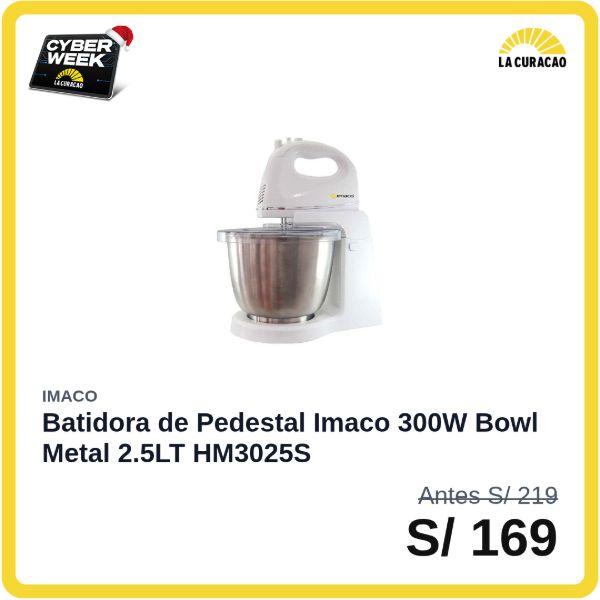 CYBER
WEEK
LA CURACAO
LA CURACAO
imaco
IMACO
Batidora de Pedestal Imaco 300W Bowl
Metal 2.5LT HM3025S
Antes S/ 219
S/ 169